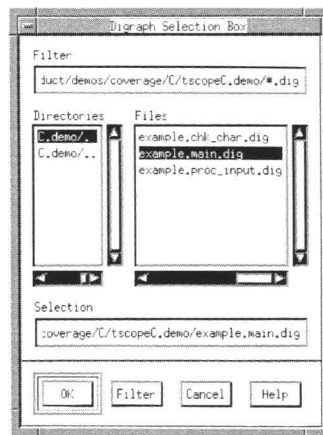 Digraph Selection Box
Filter
duct/demos/coverage/C/tscopeC.demo/*.dig
Directories
Files
C.demo/.
C.demo/..
example.chk_char.dig
example.main.dig
example.proc_input.dig
Selection
coverage/C/tscopeC.demo/example.main.dig
OK
Filter
Cancel
Help